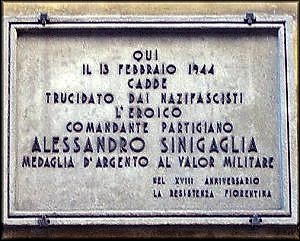 QUI
IL 13 FEBBRAIO 1944
CADDE
TRUCIDATO DAI NAZIFASCISTI
L'EROICO
COMANDANTE PARTIGIANO
ALESSANDRO SINIGAGLIA
MEDAGLIA D'ARGENTO AL VALOR MILITARE
NEL XVIII ANNIVERSARIO
LA RESISTENZA FIORENTINA